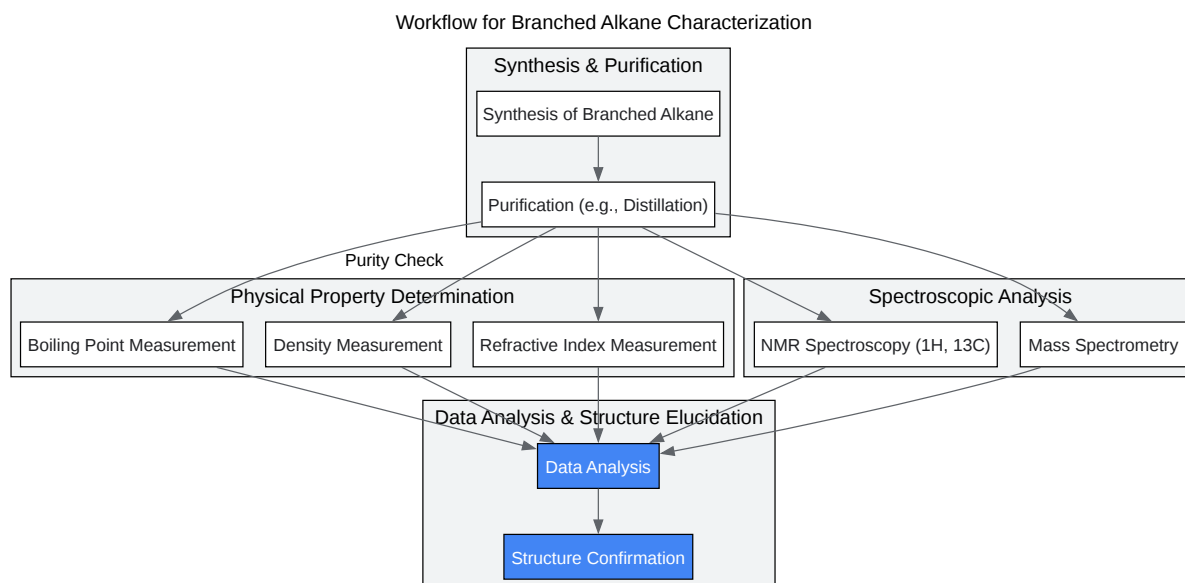 Workflow for Branched Alkane Characterization
Synthesis & Purification
Synthesis of Branched Alkane
Purification (e.g., Distillation)
Purity Check
Physical Property Determination
Spectroscopic Analysis
Boiling Point Measurement
Density Measurement
Refractive Index Measurement
NMR Spectroscopy (1H, 13C)
Mass Spectrometry
Data Analysis & Structure Elucidation
Data Analysis
Structure Confirmation